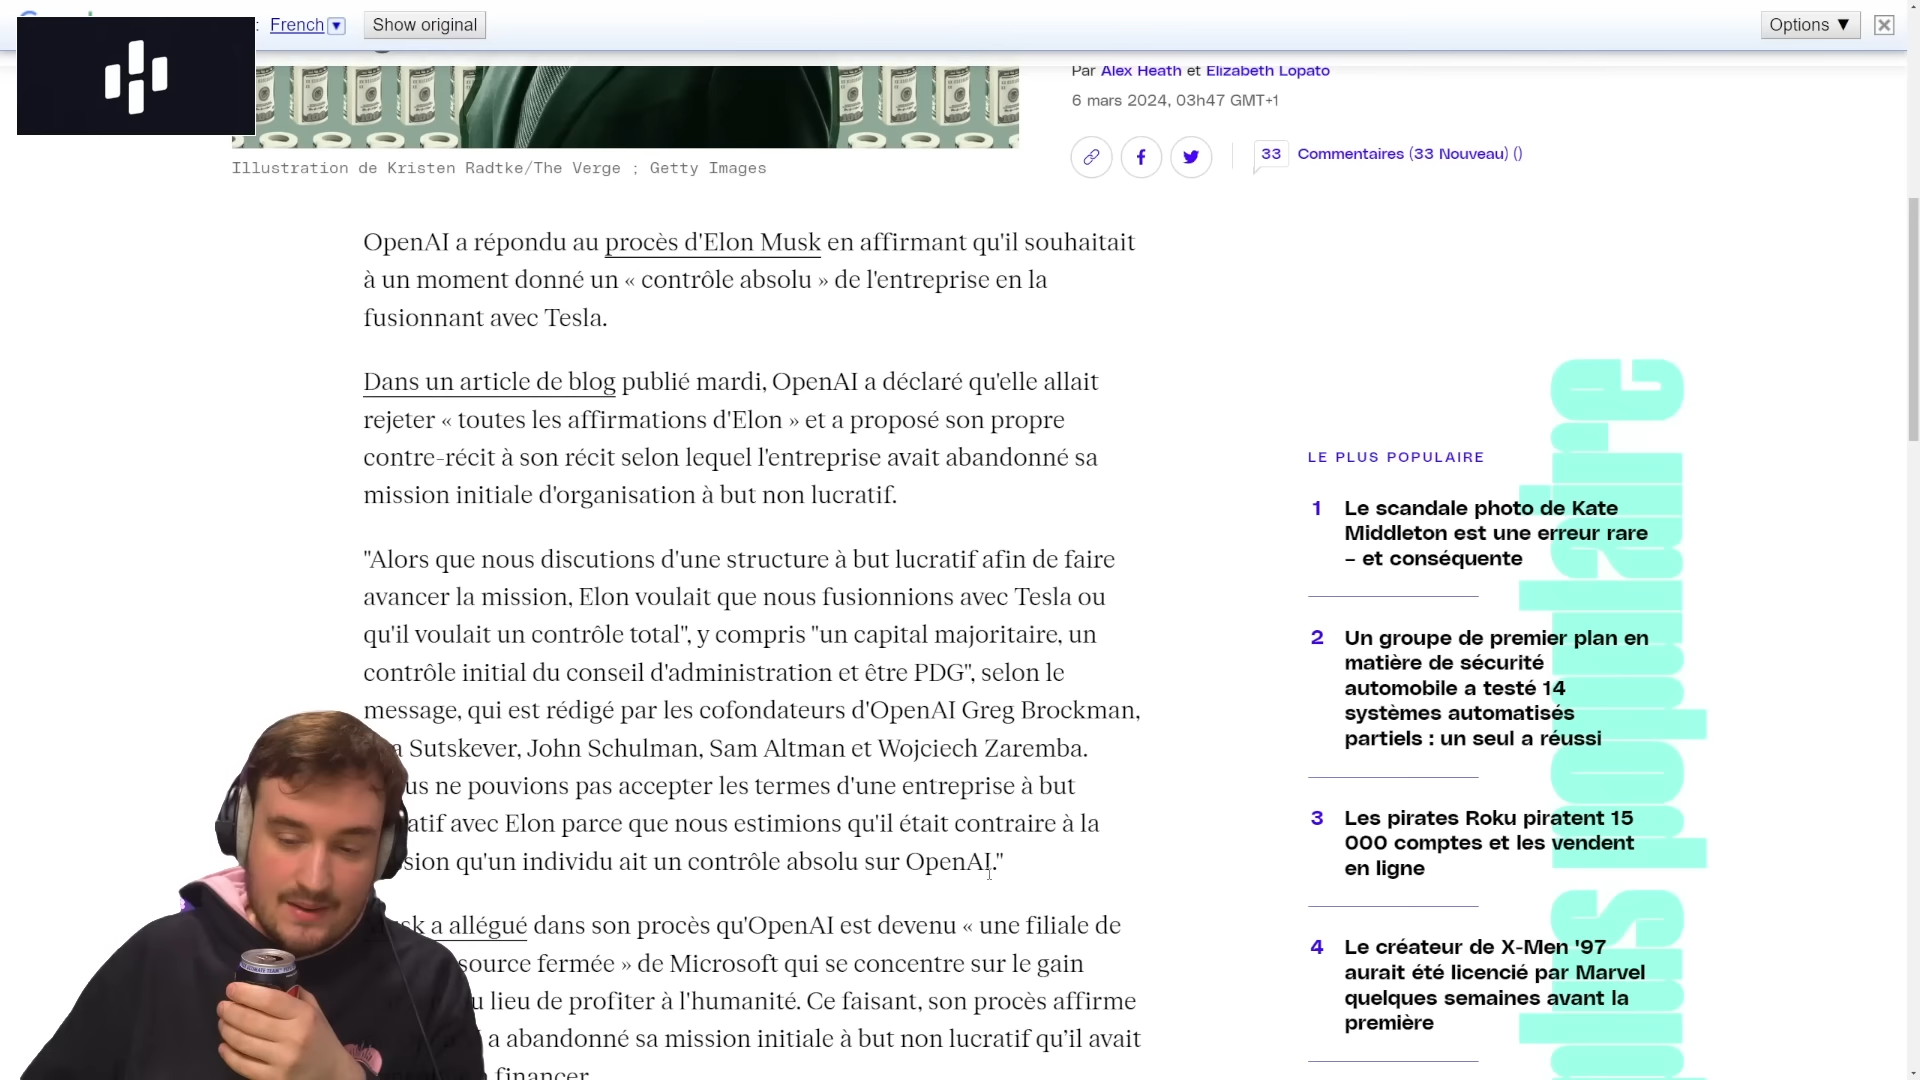 : French ▼ Show original
Options ▼
Par Alex Heath et Elizabeth Lopato
6 mars 2024, 03h47 GMT+1
33 Commentaires (33 Nouveau) ()
Illustration de Kristen Radtke/The Verge ; Getty Images
OpenAI a répondu au procès d'Elon Musk en affirmant qu'il souhaitait
à un moment donné un « contrôle absolu » de l'entreprise en la
fusionnant avec Tesla.
Dans un article de blog publié mardi, OpenAI a déclaré qu'elle allait
rejeter « toutes les affirmations d'Elon » et a proposé son propre
contre-récit à son récit selon lequel l'entreprise avait abandonné sa
mission initiale d'organisation à but non lucratif.
"Alors que nous discutions d'une structure à but lucratif afin de faire
avancer la mission, Elon voulait que nous fusionnions avec Tesla ou
qu'il voulait un contrôle total", y compris "un capital majoritaire, un
contrôle initial du conseil d'administration et être PDG", selon le
message, qui est rédigé par les cofondateurs d'OpenAI Greg Brockman,
a Sutskever, John Schulman, Sam Altman et Wojciech Zaremba.
us ne pouvions pas accepter les termes d'une entreprise à but
atif avec Elon parce que nous estimions qu'il était contraire à la
sion qu'un individu ait un contrôle absolu sur OpenAI."
sk a allégué dans son procès qu'OpenAI est devenu « une filiale de
source fermée » de Microsoft qui se concentre sur le gain
u lieu de profiter à l'humanité. Ce faisant, son procès affirme
a abandonné sa mission initiale à but non lucratif qu'il avait
financer.
LE PLUS POPULAIRE
1 Le scandale photo de Kate
Middleton est une erreur rare
– et conséquente
2 Un groupe de premier plan en
matière de sécurité
automobile a testé 14
systèmes automatisés
partiels : un seul a réussi
3 Les pirates Roku piratent 15
000 comptes et les vendent
en ligne
4 Le créateur de X-Men '97
aurait été licencié par Marvel
quelques semaines avant la
première
plus populaire